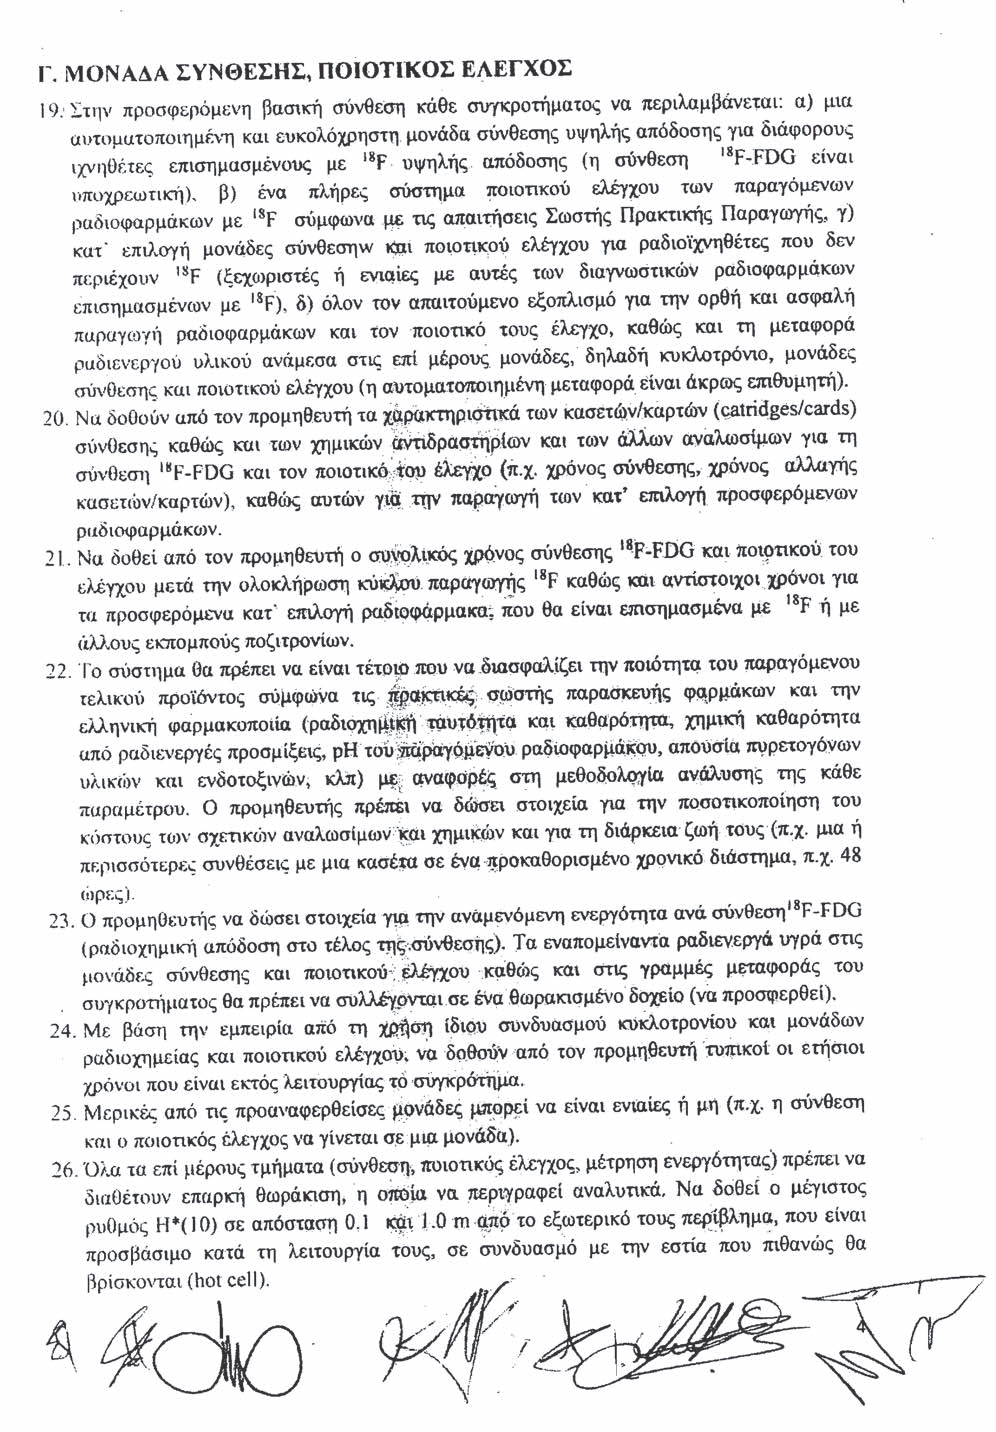 Γ. ΜΟΝΑΔΑ ΣΥΝΘΕΣΗΣ, ΠΟΙΟΤΙΚΟΣ ΕΛΕΓΧΟΣ
19. Στην προσφερόμενη βασική σύνθεση κάθε συγκροτήματος να περιλαμβάνεται: α) μια
αυτοματοποιημένη και ευκολόχρηστη μονάδα σύνθεσης υψηλής απόδοσης για διάφορους
ιχνηθέτες επισημασμένους με ¹⁸F υψηλής απόδοσης (η σύνθεση ¹⁸F-FDG είναι
υποχρεωτική), β) ένα πλήρες σύστημα ποιοτικού ελέγχου των παραγόμενων
ραδιοφαρμάκων με ¹⁸F σύμφωνα με τις απαιτήσεις Σωστής Πρακτικής Παραγωγής, γ)
κατ' επιλογή μονάδες σύνθεσηw και ποιοτικού ελέγχου για ραδιοϊχνηθέτες που δεν
περιέχουν ¹⁸F (ξεχωριστές ή ενιαίες με αυτές των διαγνωστικών ραδιοφαρμάκων
επισημασμένων με ¹⁸F), δ) όλον τον απαιτούμενο εξοπλισμό για την ορθή και ασφαλή
παραγωγή ραδιοφαρμάκων και τον ποιοτικό τους έλεγχο, καθώς και τη μεταφορά
ραδιενεργού υλικού ανάμεσα στις επί μέρους μονάδες, δηλαδή κυκλοτρόνιο, μονάδες
σύνθεσης και ποιοτικού ελέγχου (η αυτοματοποιημένη μεταφορά είναι άκρως επιθυμητή).
20. Να δοθούν από τον προμηθευτή τα χαρακτηριστικά των κασετών/καρτών (catridges/cards)
σύνθεσης καθώς και των χημικών αντιδραστηρίων και των άλλων αναλωσίμων για τη
σύνθεση ¹⁸F-FDG και τον ποιοτικό του έλεγχο (π.χ. χρόνος σύνθεσης, χρόνος αλλαγής
κασετών/καρτών), καθώς αυτών για την παραγωγή των κατ' επιλογή προσφερόμενων
ραδιοφαρμάκων.
21. Να δοθεί από τον προμηθευτή ο συνολικός χρόνος σύνθεσης ¹⁸F-FDG και ποιοτικού του
ελέγχου μετά την ολοκλήρωση κύκλου παραγωγής ¹⁸F καθώς και αντίστοιχοι χρόνοι για
τα προσφερόμενα κατ' επιλογή ραδιοφάρμακα, που θα είναι επισημασμένα με ¹⁸F ή με
άλλους εκπομπούς ποζιτρονίων.
22. Το σύστημα θα πρέπει να είναι τέτοιο που να διασφαλίζει την ποιότητα του παραγόμενου
τελικού προϊόντος σύμφωνα τις πρακτικές σωστής παρασκευής φαρμάκων και την
ελληνική φαρμακοποιία (ραδιοχημική ταυτότητα και καθαρότητα, χημική καθαρότητα
από ραδιενεργές προσμίξεις, pH του παραγόμενου ραδιοφαρμάκου, απουσία πυρετογόνων
υλικών και ενδοτοξινών, κλπ) με αναφορές στη μεθοδολογία ανάλυσης της κάθε
παραμέτρου. Ο προμηθευτής πρέπει να δώσει στοιχεία για την ποσοτικοποίηση του
κόστους των σχετικών αναλωσίμων και χημικών και για τη διάρκεια ζωή τους (π.χ. μια ή
περισσότερες συνθέσεις με μια κασέτα σε ένα προκαθορισμένο χρονικό διάστημα, π.χ. 48
ώρες).
23. Ο προμηθευτής να δώσει στοιχεία για την αναμενόμενη ενεργότητα ανά σύνθεση¹⁸F-FDG
(ραδιοχημική απόδοση στο τέλος της σύνθεσης). Τα εναπομείναντα ραδιενεργά υγρά στις
μονάδες σύνθεσης και ποιοτικού ελέγχου καθώς και στις γραμμές μεταφοράς του
συγκροτήματος θα πρέπει να συλλέγονται σε ένα θωρακισμένο δοχείο (να προσφερθεί).
24. Με βάση την εμπειρία από τη χρήση ίδιου συνδυασμού κυκλοτρονίου και μονάδων
ραδιοχημείας και ποιοτικού ελέγχου, να δοθούν από τον προμηθευτή τυπικοί οι ετήσιοι
χρόνοι που είναι εκτός λειτουργίας το συγκρότημα.
25. Μερικές από τις προαναφερθείσες μονάδες μπορεί να είναι ενιαίες ή μη (π.χ. η σύνθεση
και ο ποιοτικός έλεγχος να γίνεται σε μια μονάδα).
26. Όλα τα επί μέρους τμήματα (σύνθεση, ποιοτικός έλεγχος, μέτρηση ενεργότητας) πρέπει να
διαθέτουν επαρκή θωράκιση, η οποία να περιγραφεί αναλυτικά. Να δοθεί ο μέγιστος
ρυθμός H*(10) σε απόσταση 0.1 και 1.0 m από το εξωτερικό τους περίβλημα, που είναι
προσβάσιμο κατά τη λειτουργία τους, σε συνδυασμό με την εστία που πιθανώς θα
βρίσκονται (hot cell).
4